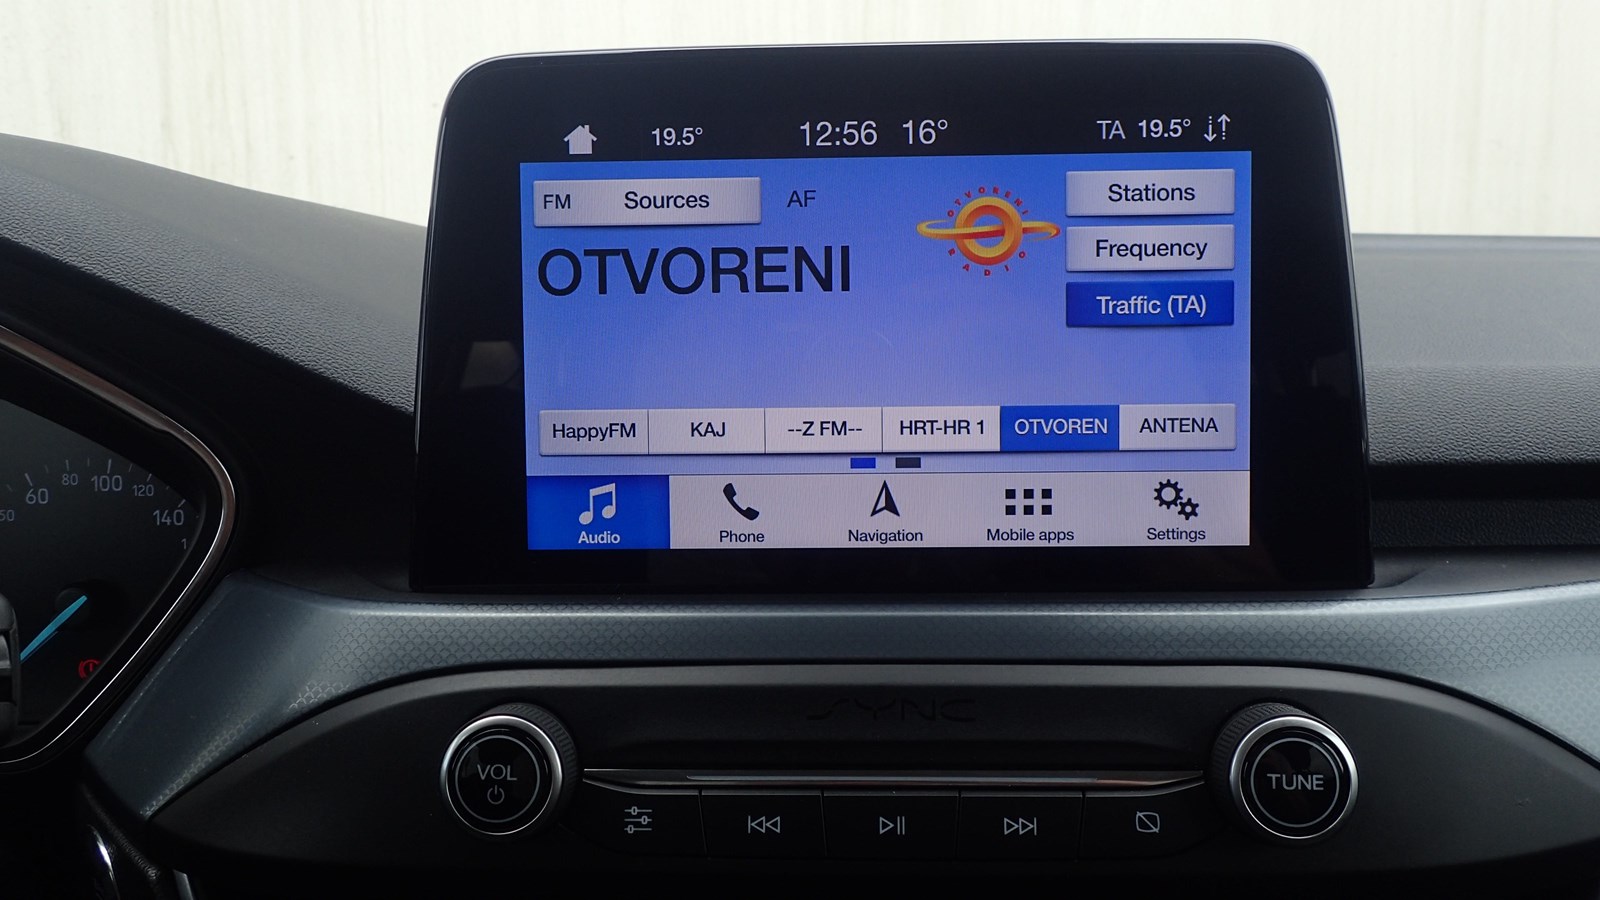 19.5° 12:56 16° TA 19.5°
FM Sources AF
OTVORENI RADIO
Stations
OTVORENI
Frequency
Traffic (TA)
HappyFM KAJ --Z FM-- HRT-HR 1 OTVOREN ANTENA
Audio Phone Navigation Mobile apps Settings
60 80 100 120
140
SYNC
VOL
TUNE